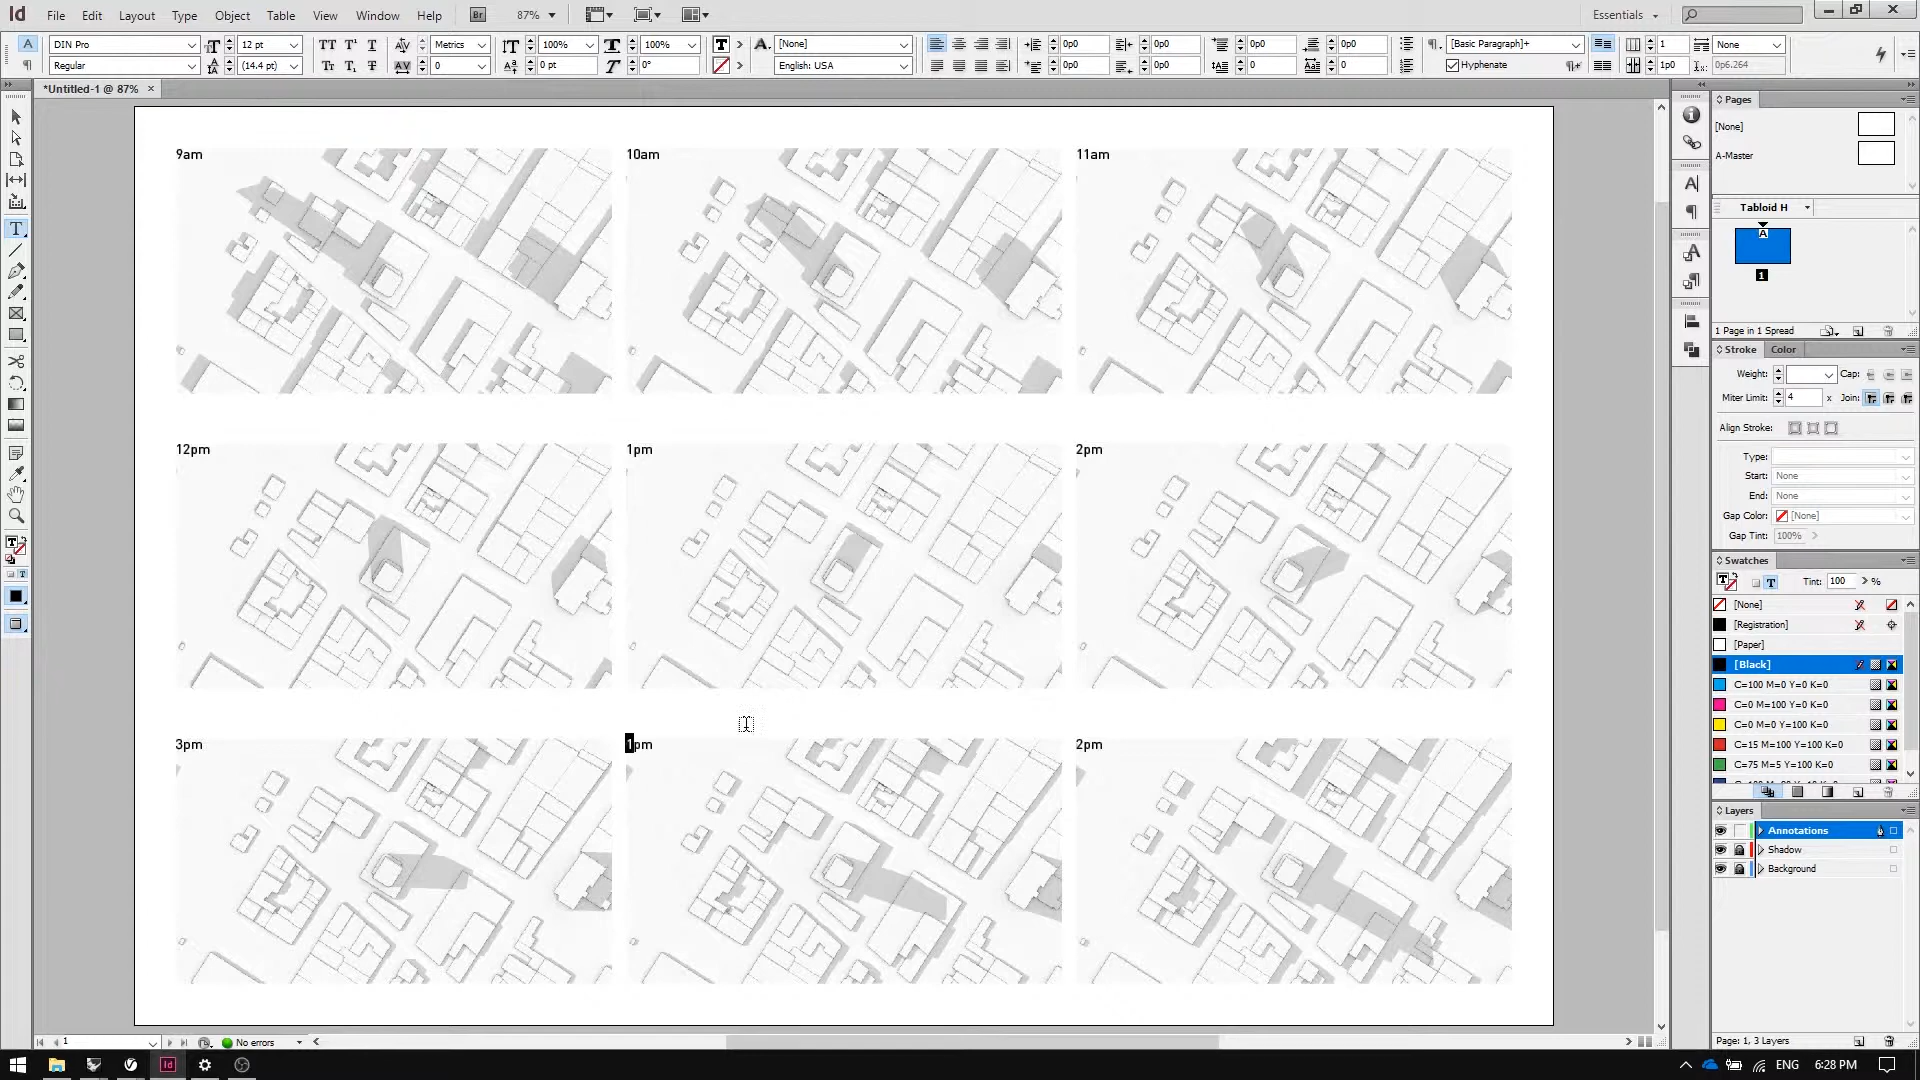 Id File Edit Layout Type Object Table View Window Help Br 87% Essentials
DIN Pro 12 pt Metrics 100% 100% [None] 0p0 0p0 0p0 0p0 [Basic Paragraph]+ 1 None
Regular (14.4 pt) 0 0 pt 0° English: USA 0p0 0p0 0 0 Hyphenate 1p0 0p6.264
*Untitled-1 @ 87%
Pages
[None]
A-Master
Tabloid H
A
1
1 Page in 1 Spread
Stroke Color
Weight: Cap:
Miter Limit: 4 x Join:
Align Stroke:
Type:
Start: None
End: None
Gap Color: [None]
Gap Tint: 100%
Swatches
Tint: 100 %
[None]
[Registration]
[Paper]
[Black]
C=100 M=0 Y=0 K=0
C=0 M=100 Y=0 K=0
C=0 M=0 Y=100 K=0
C=15 M=100 Y=100 K=0
C=75 M=5 Y=100 K=0
Layers
Annotations
Shadow
Background
Page: 1, 3 Layers
9am 10am 11am
12pm 1pm 2pm
3pm 1pm 2pm
1 No errors
Id ENG 6:28 PM